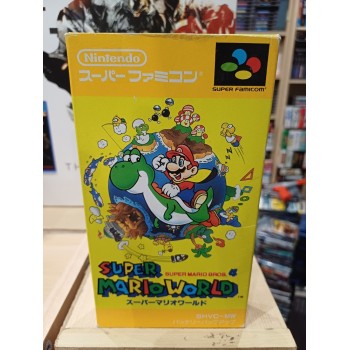 Nintendo
スーパーファミコン
SUPER FAMICOM
SUPER MARIO BROS. 4
SUPER
MARIO WORLD
スーパーマリオワールド
SHVC-MW